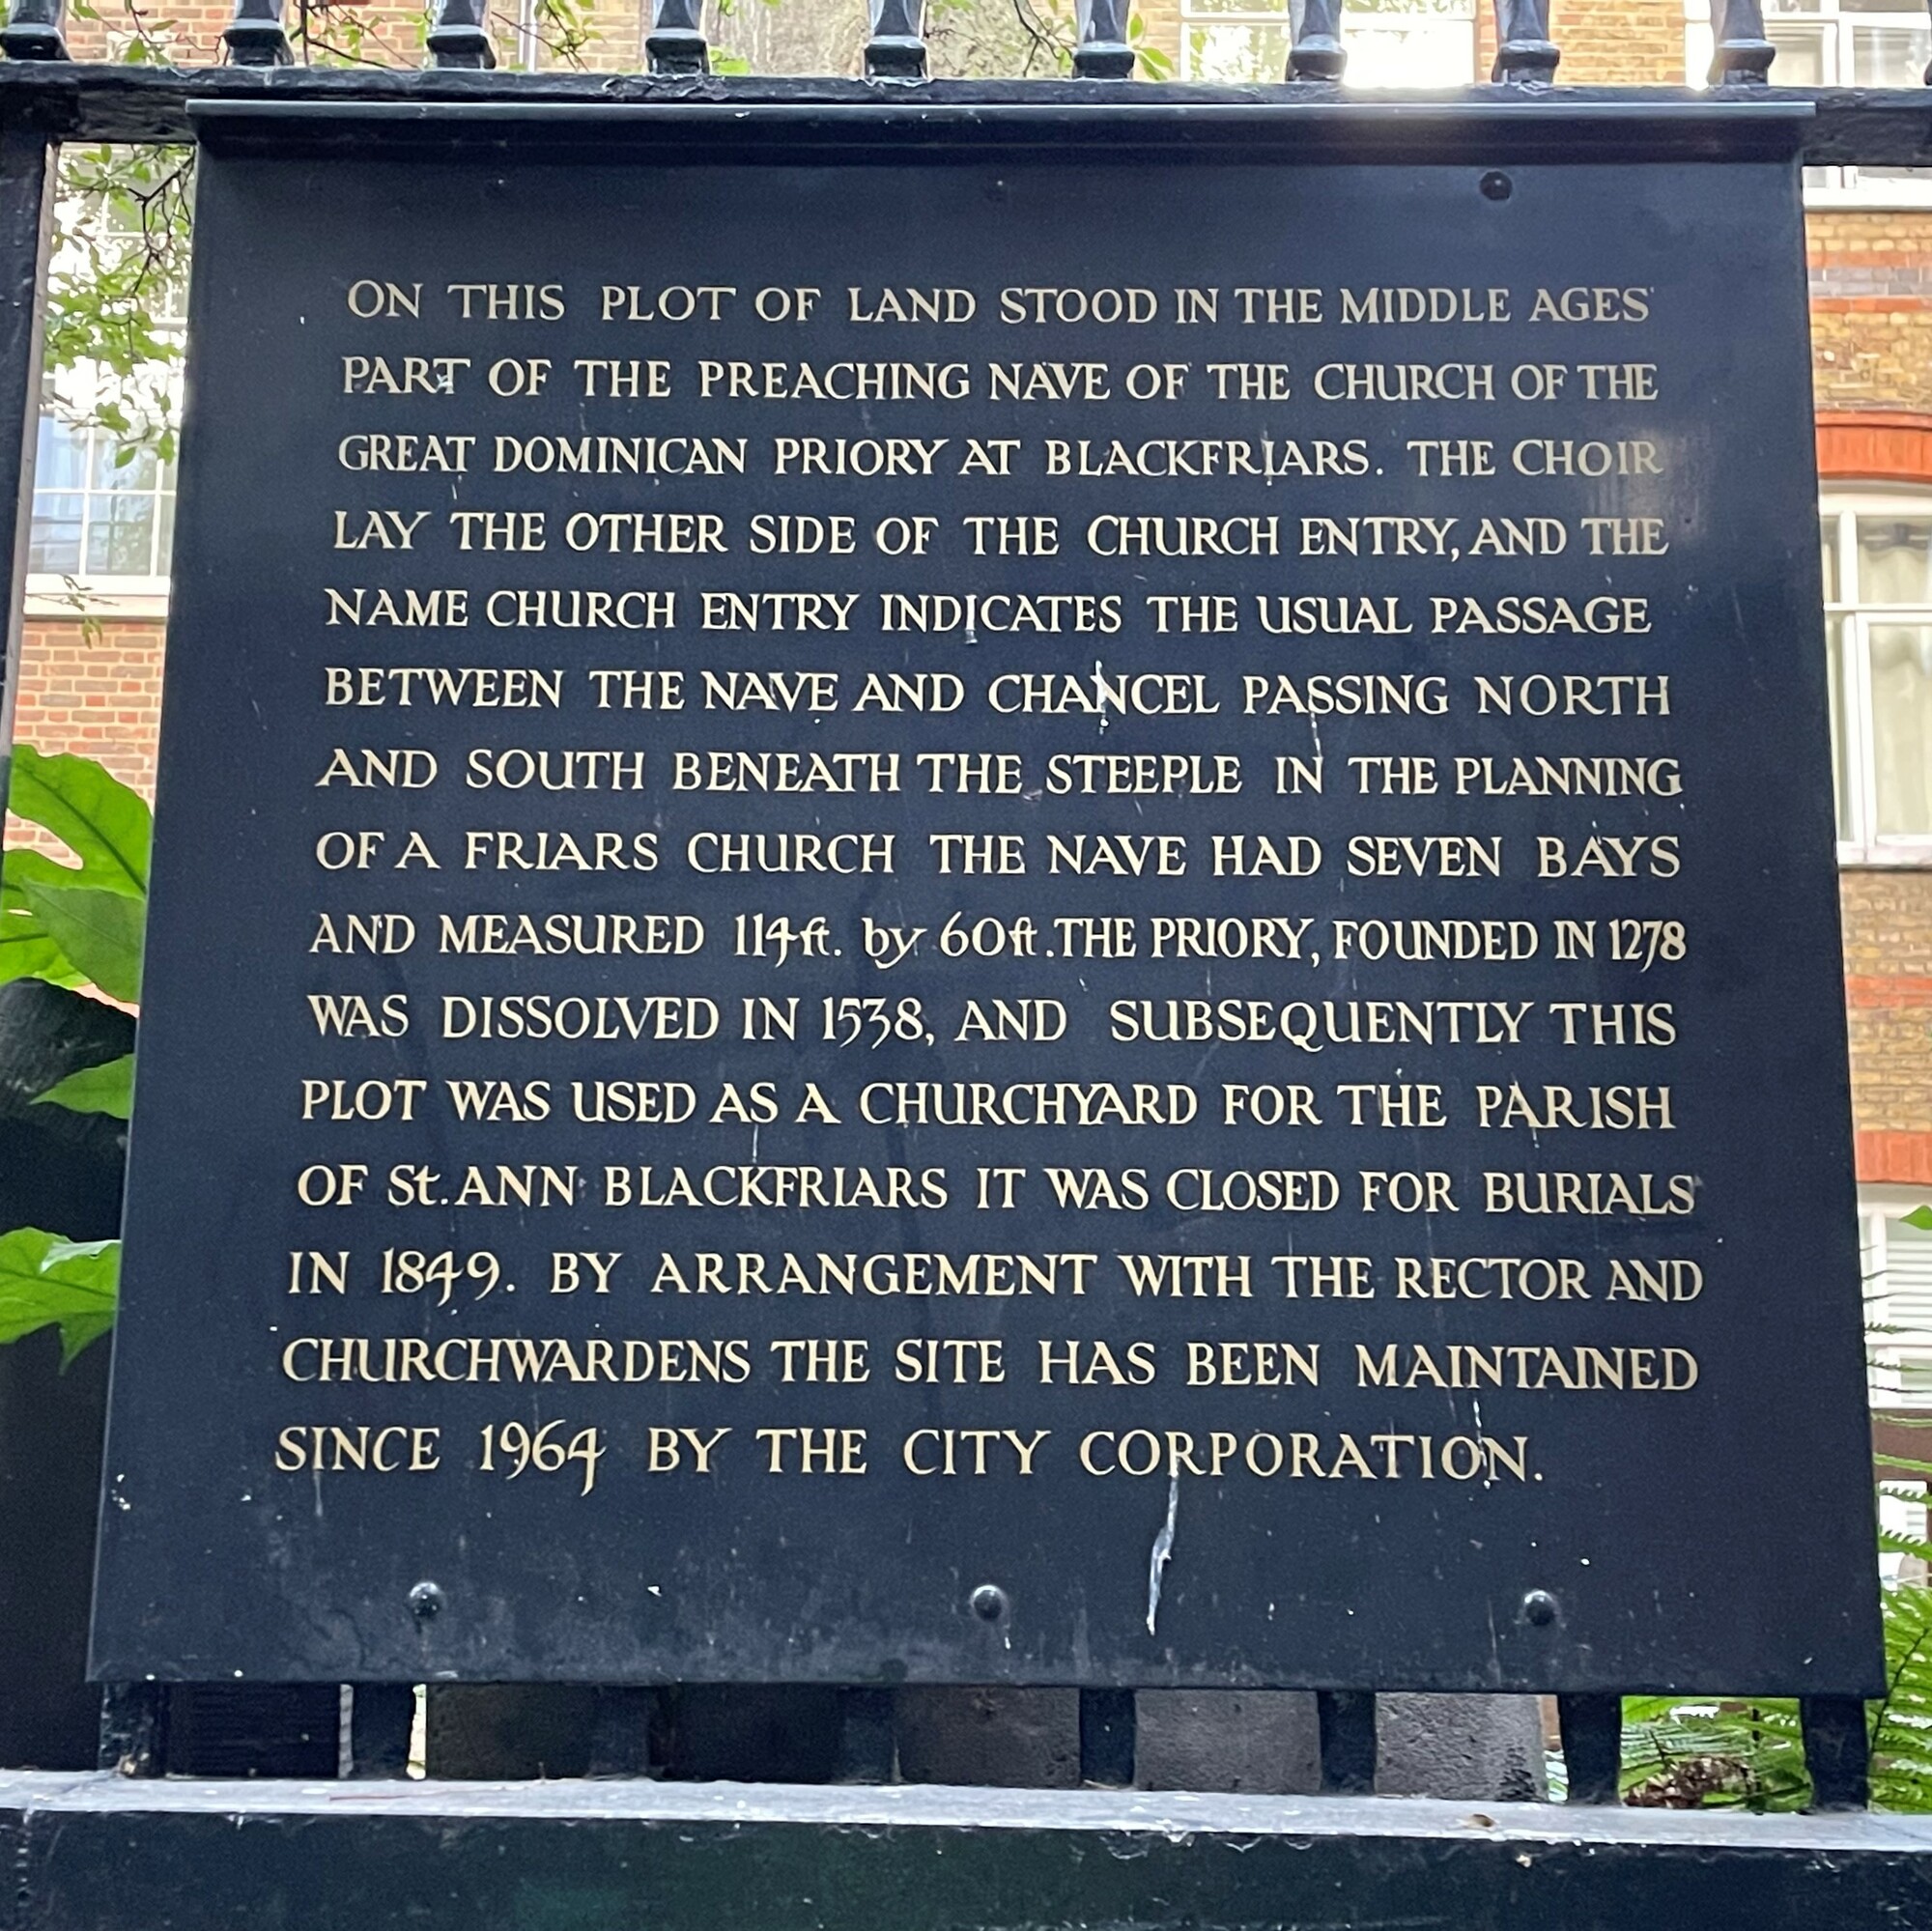 ON THIS PLOT OF LAND STOOD IN THE MIDDLE AGES
PART OF THE PREACHING NAVE OF THE CHURCH OF THE
GREAT DOMINICAN PRIORY AT BLACKFRIARS. THE CHOIR
LAY THE OTHER SIDE OF THE CHURCH ENTRY, AND THE
NAME CHURCH ENTRY INDICATES THE USUAL PASSAGE
BETWEEN THE NAVE AND CHANCEL PASSING NORTH
AND SOUTH BENEATH THE STEEPLE IN THE PLANNING
OF A FRIARS CHURCH THE NAVE HAD SEVEN BAYS
AND MEASURED 114ft. by 60ft. THE PRIORY, FOUNDED IN 1278
WAS DISSOLVED IN 1538, AND SUBSEQUENTLY THIS
PLOT WAS USED AS A CHURCHYARD FOR THE PARISH
OF St. ANN BLACKFRIARS IT WAS CLOSED FOR BURIALS
IN 1849. BY ARRANGEMENT WITH THE RECTOR AND
CHURCHWARDENS THE SITE HAS BEEN MAINTAINED
SINCE 1964 BY THE CITY CORPORATION.